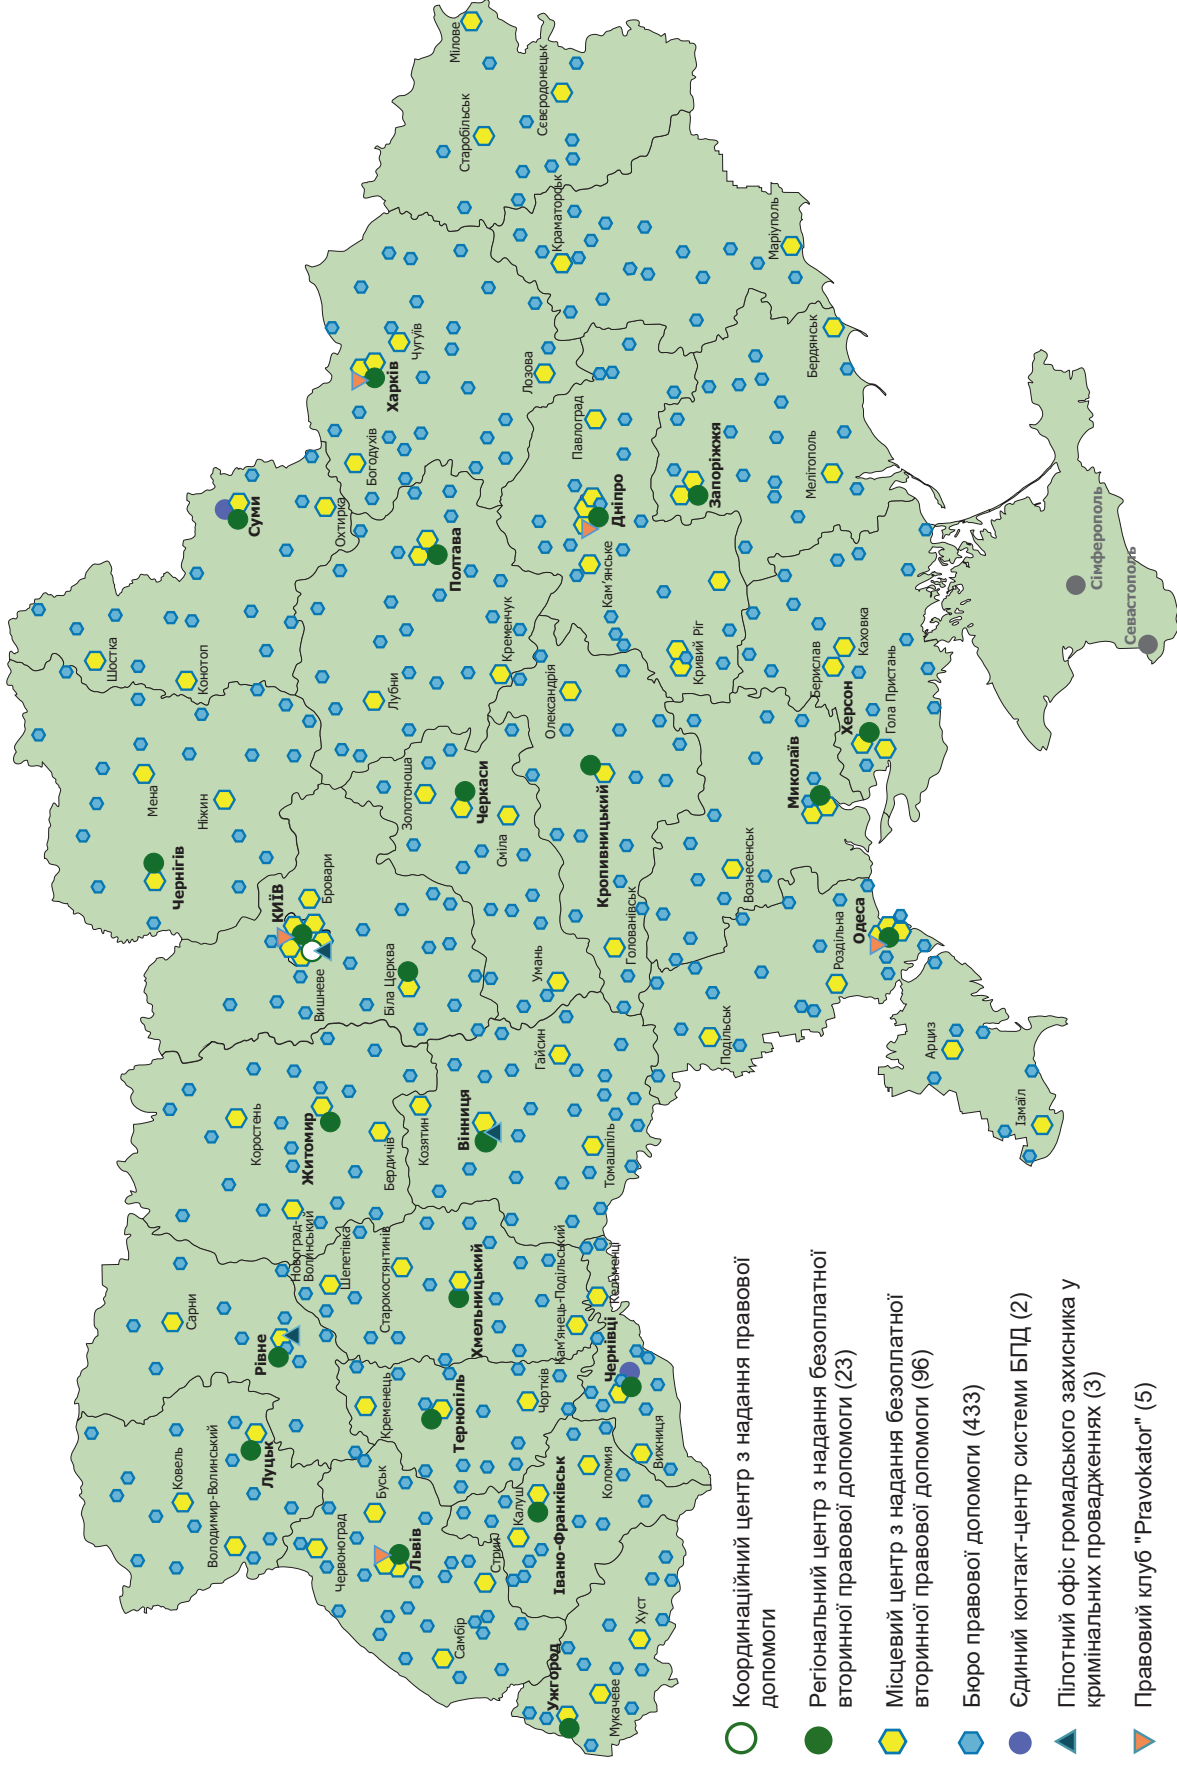 Мілове
Старобільськ
Сєвєродонецьк
Краматорськ
Маріуполь
Чугуїв
Харків
Лозова
Богодухів
Бердянськ
Павлоград
Мелітополь
Запоріжжя
Дніпро
Кам’янське
Кривий Ріг
Суми
Охтирка
Полтава
Кременчук
Лубни
Шостка
Конотоп
Мена
Ніжин
Чернігів
Олександрія
Кропивницький
Голованівськ
Золотоноша
Черкаси
Сміла
Умань
Каховка
Берислав
Гола Пристань
Херсон
Миколаїв
Вознесенськ
Сімферополь
Севастополь
Бровари
КИЇВ
Вишневе
Біла Церква
Одеса
Роздільна
Подільськ
Арциз
Ізмаїл
Коростень
Житомир
Бердичів
Новоград-
Волинський
Козятин
Вінниця
Гайсин
Томашпіль
Шепетівка
Старокостянтинів
Хмельницький
Кам’янець-Подільський
Кельменці
Чернівці
Вижниця
Сарни
Рівне
Кременець
Тернопіль
Чортків
Ковель
Володимир-Волинський
Луцьк
Червоноград
Буськ
Львів
Стрий
Самбір
Калуш
Івано-Франківськ
Коломия
Ужгород
Мукачеве
Хуст
Координаційний центр з надання правової
допомоги
Регіональний центр з надання безоплатної
вторинної правової допомоги (23)
Місцевий центр з надання безоплатної
вторинної правової допомоги (96)
Бюро правової допомоги (433)
Єдиний контакт-центр системи БПД (2)
Пілотний офіс громадського захисника у
кримінальних провадженнях (3)
Правовий клуб "Pravokator" (5)